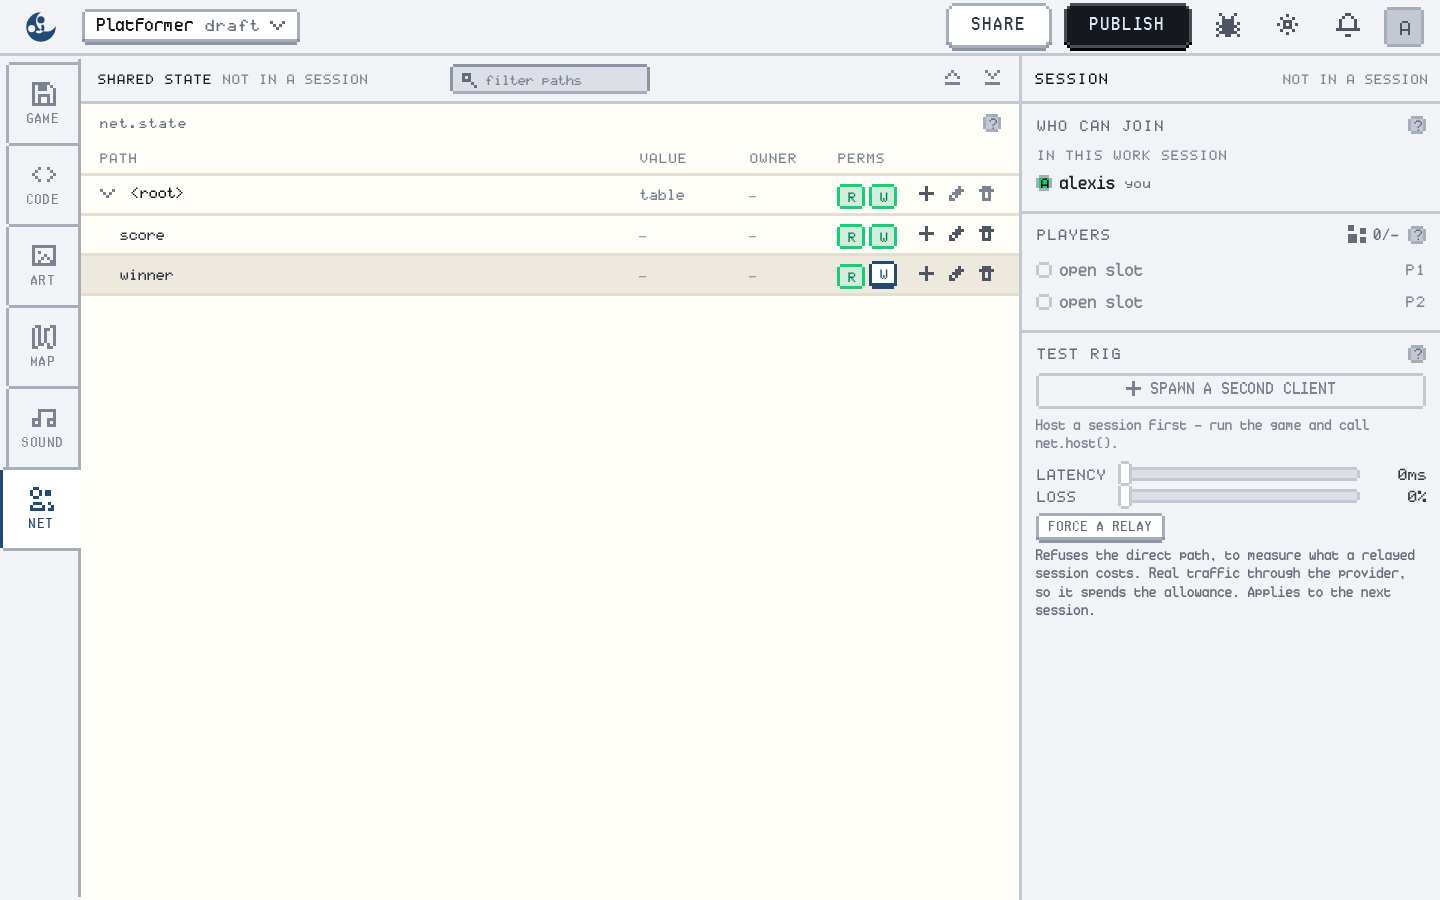 Platformer draft
SHARE
PUBLISH
A
GAME
CODE
ART
MAP
SOUND
NET
SHARED STATE NOT IN A SESSION
filter paths
net.state
?
PATH VALUE OWNER PERMS
<root> table – R W
score – – R W
winner – – R W
SESSION NOT IN A SESSION
WHO CAN JOIN ?
IN THIS WORK SESSION
A alexis you
PLAYERS 0/– ?
open slot P1
open slot P2
TEST RIG ?
SPAWN A SECOND CLIENT
Host a session first – run the game and call
net.host().
LATENCY 0ms
LOSS 0%
FORCE A RELAY
Refuses the direct path, to measure what a relayed
session costs. Real traffic through the provider,
so it spends the allowance. Applies to the next
session.